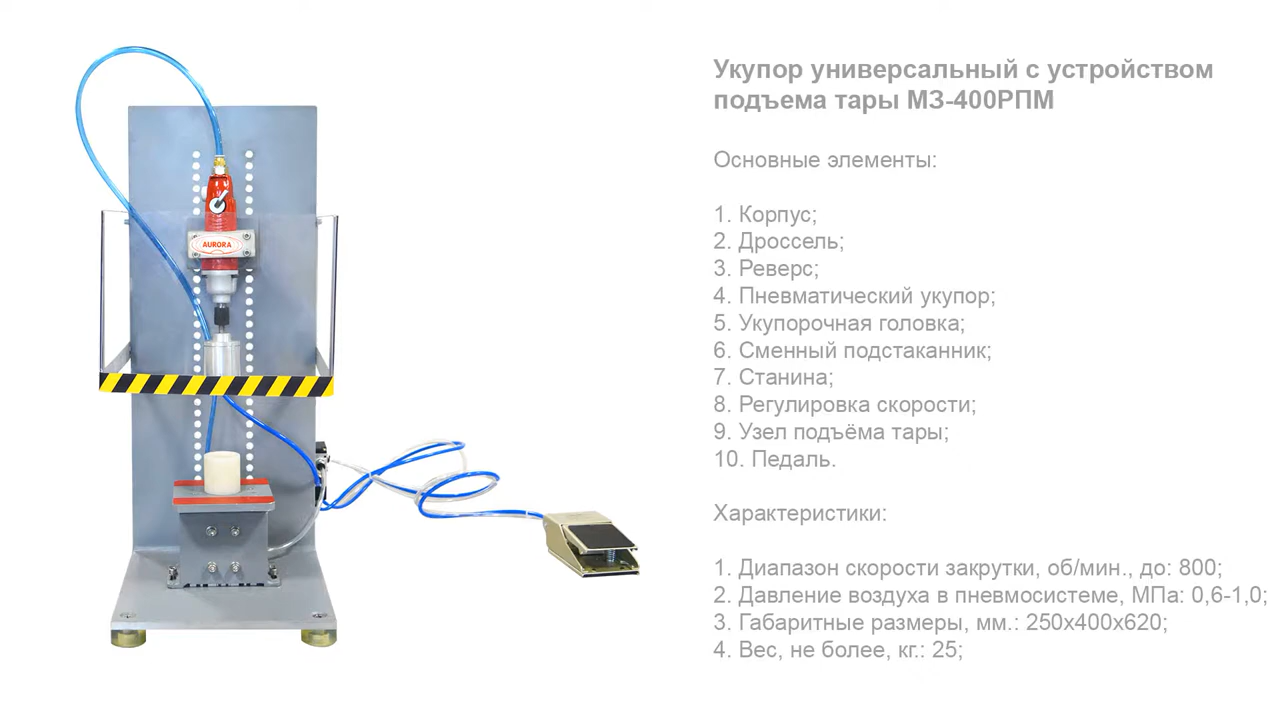 Укупор универсальный с устройством
подъема тары МЗ-400РПМ
Основные элементы:
1. Корпус;
2. Дроссель;
3. Реверс;
4. Пневматический укупор;
5. Укупорочная головка;
6. Сменный подстаканник;
7. Станина;
8. Регулировка скорости;
9. Узел подъёма тары;
10. Педаль.
Характеристики:
1. Диапазон скорости закрутки, об/мин., до: 800;
2. Давление воздуха в пневмосистеме, МПа: 0,6-1,0;
3. Габаритные размеры, мм.: 250х400х620;
4. Вес, не более, кг.: 25;
AURORA